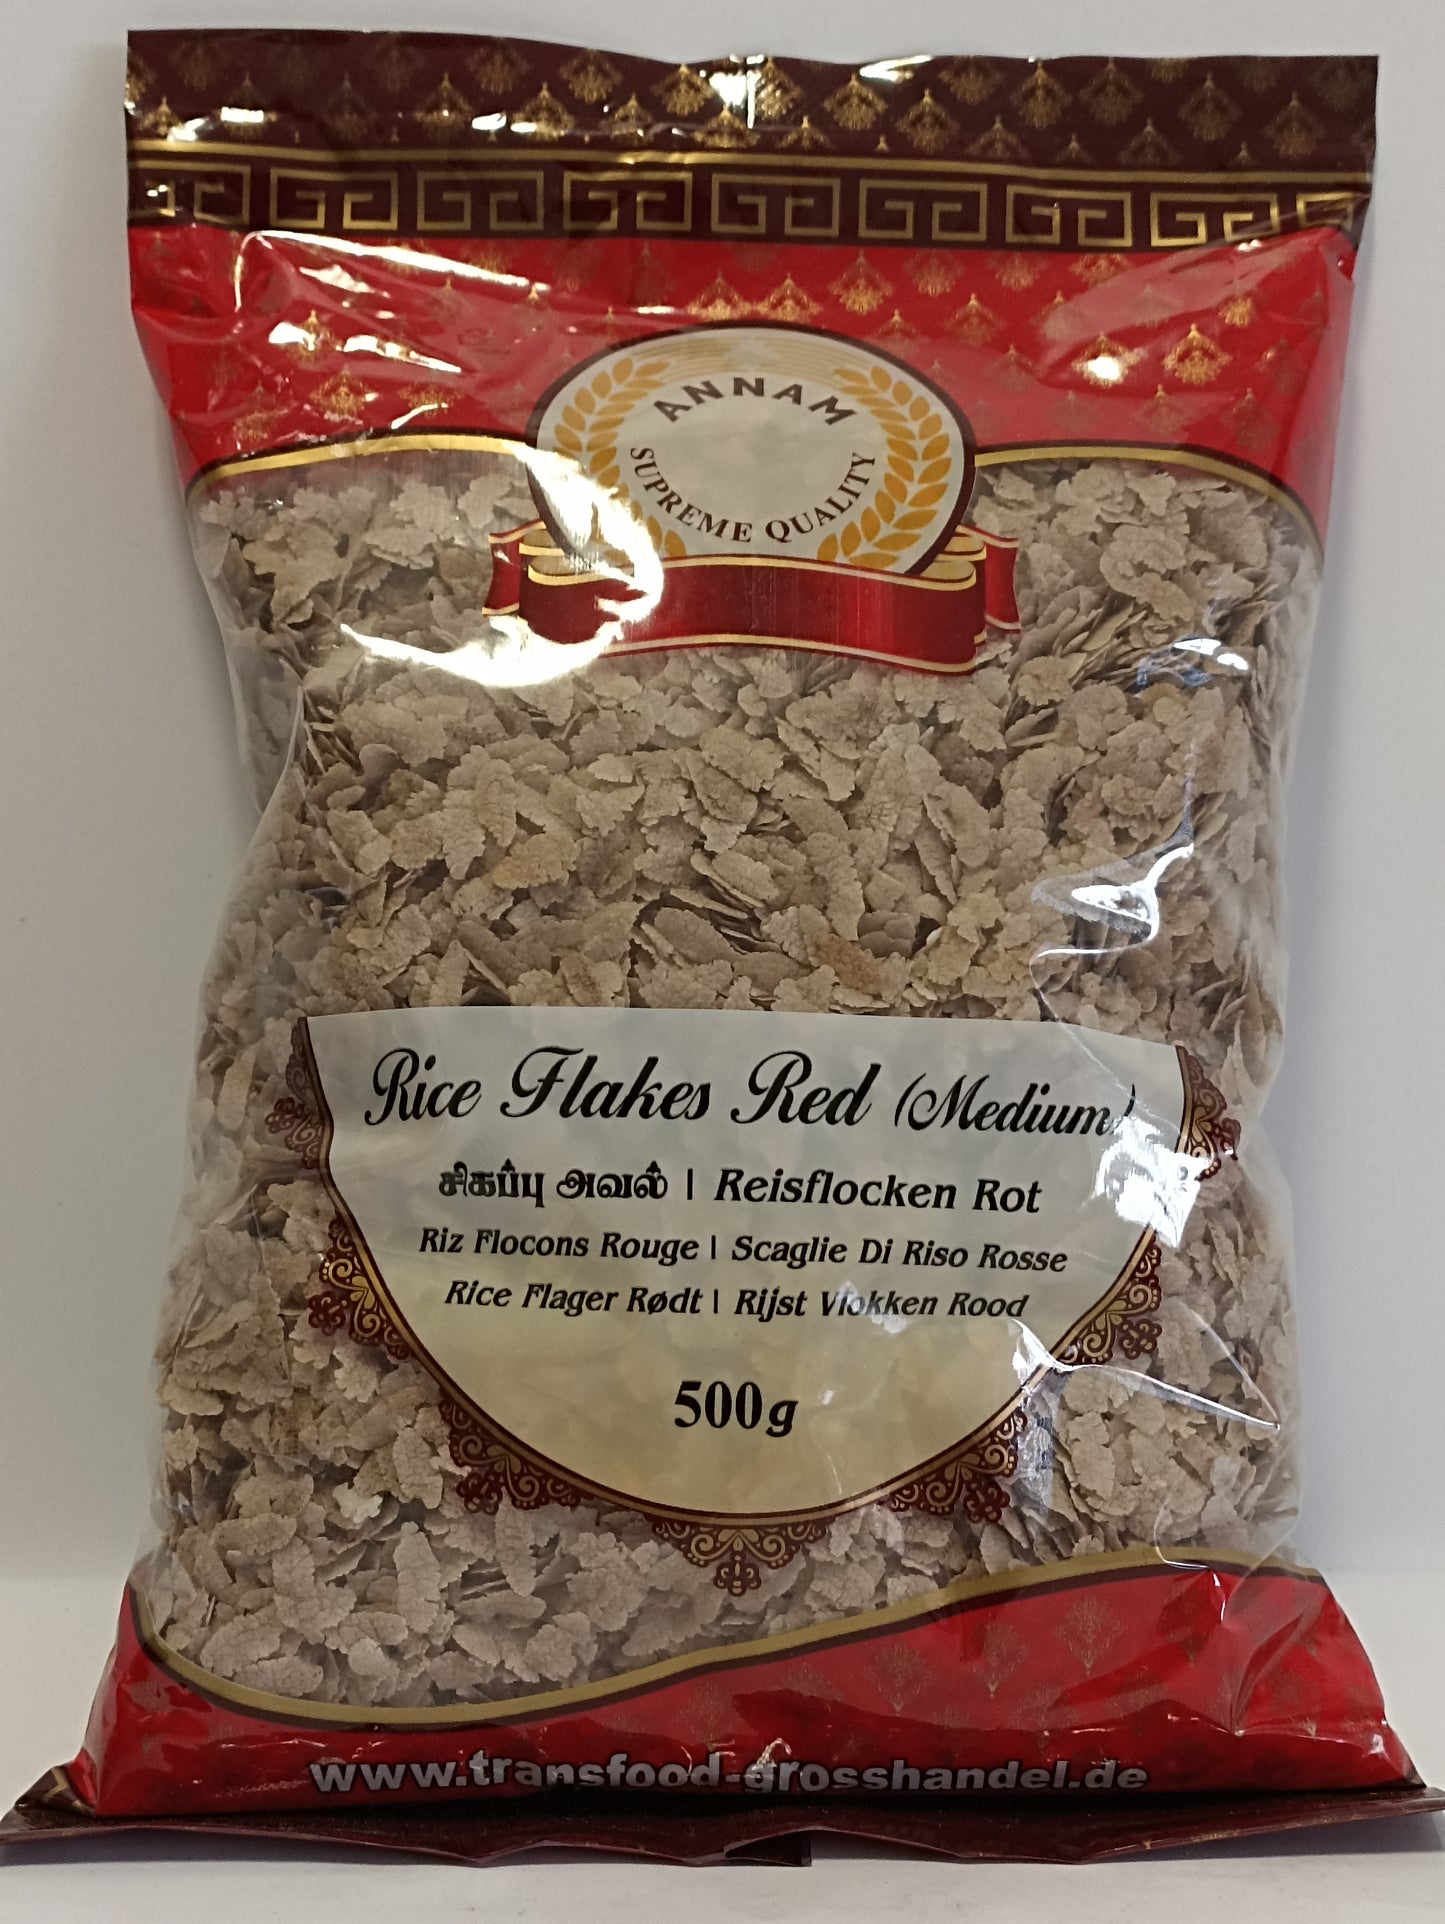 ANNAM
SUPREME QUALITY
Rice Flakes Red (Medium)
சிகப்பு அவல் | Reisflocken Rot
Riz Flocons Rouge | Scaglie Di Riso Rosse
Rice Flager Rødt | Rijst Vlokken Rood
500g
www.transfood-grosshandel.de